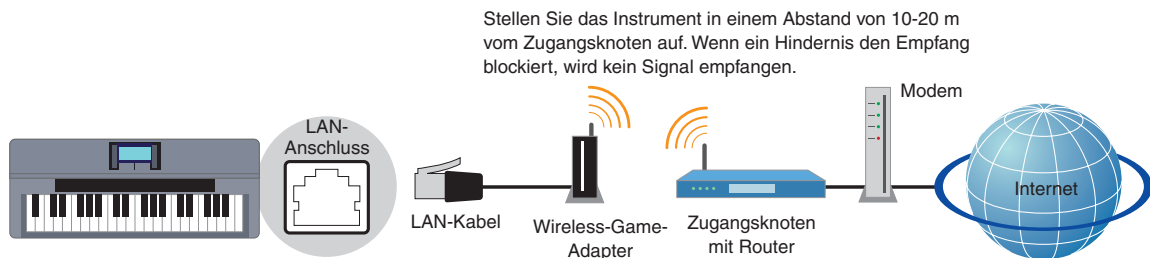 Stellen Sie das Instrument in einem Abstand von 10-20 m
vom Zugangsknoten auf. Wenn ein Hindernis den Empfang
blockiert, wird kein Signal empfangen.
Modem
LAN-
Anschluss
Internet
LAN-Kabel
Wireless-Game-
Adapter
Zugangsknoten
mit Router